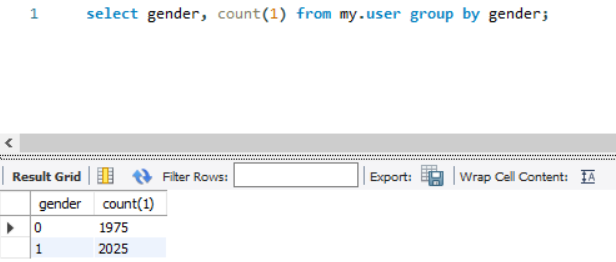 1 select gender, count(1) from my.user group by gender;
Result Grid Filter Rows: Export: Wrap Cell Content: IA
gender count(1)
0 1975
1 2025